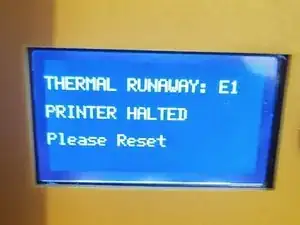 THERMAL RUNAWAY: E1
PRINTER HALTED
Please Reset